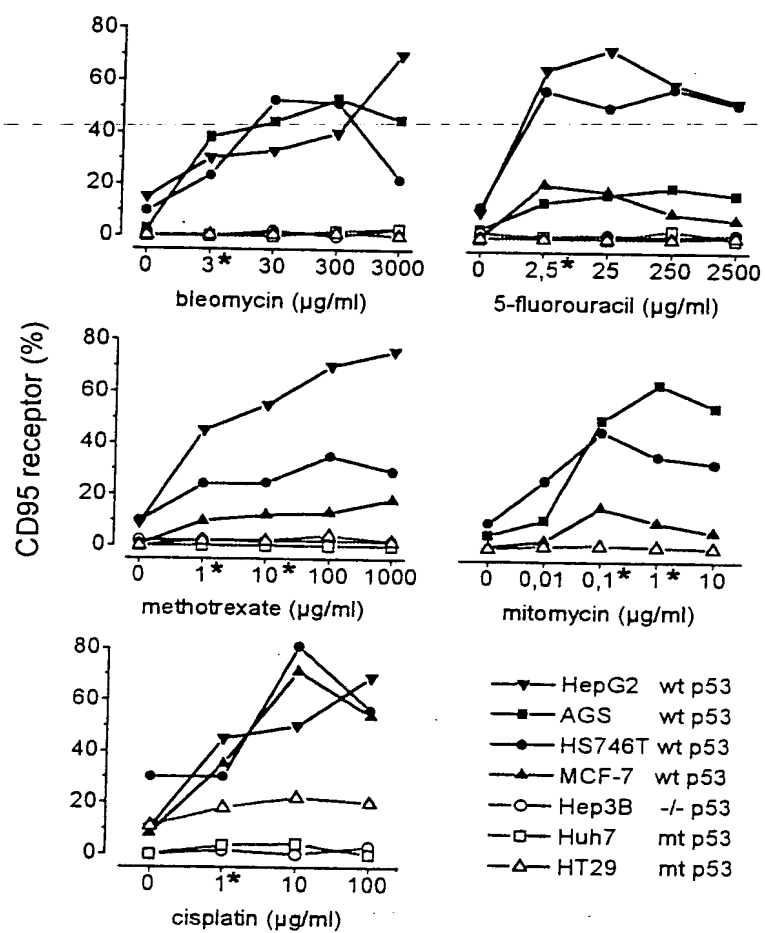 80
60
40
20
0
0 3* 30 300 3000
bleomycin (µg/ml)
0 2,5* 25 250 2500
5-fluorouracil (µg/ml)
CD95 receptor (%)
80
60
40
20
0
0 1* 10* 100 1000
methotrexate (µg/ml)
0 0,01 0,1* 1* 10
mitomycin (µg/ml)
80
60
40
20
0
0 1* 10 100
cisplatin (µg/ml)
HepG2 wt p53
AGS wt p53
HS746T wt p53
MCF-7 wt p53
Hep3B -/- p53
Huh7 mt p53
HT29 mt p53